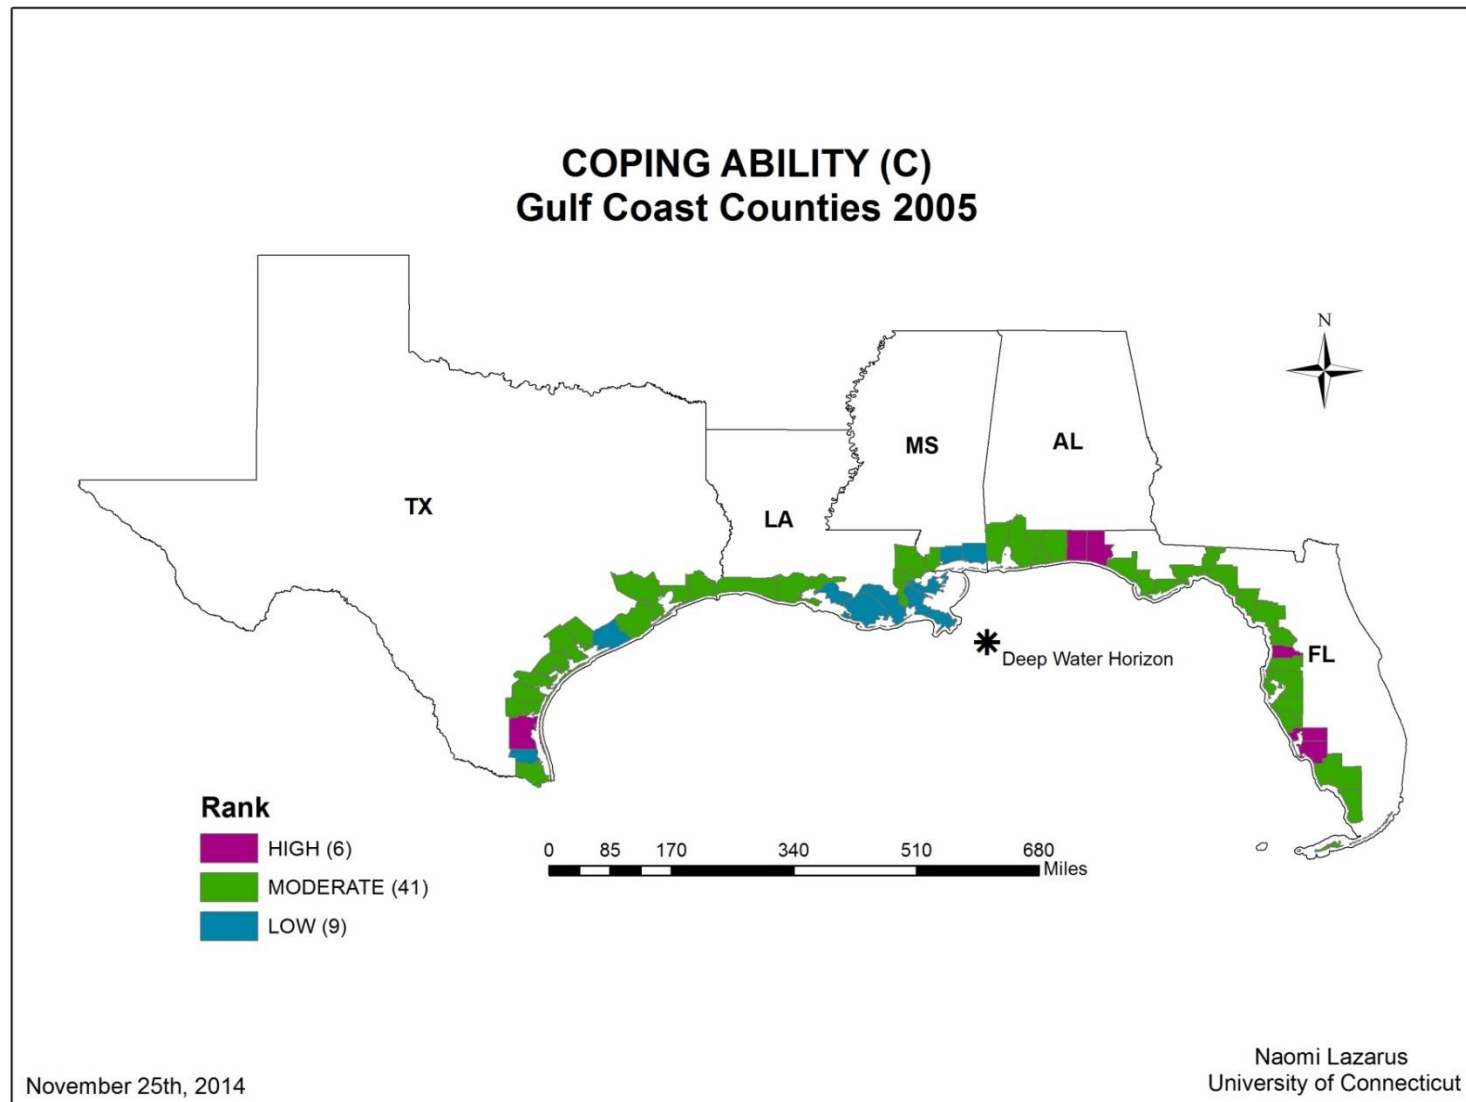 COPING ABILITY (C)
Gulf Coast Counties 2005
N
MS
AL
TX
LA
FL
Deep Water Horizon
Rank
HIGH (6)
MODERATE (41)
LOW (9)
0 85 170 340 510 680
Miles
November 25th, 2014
Naomi Lazarus
University of Connecticut